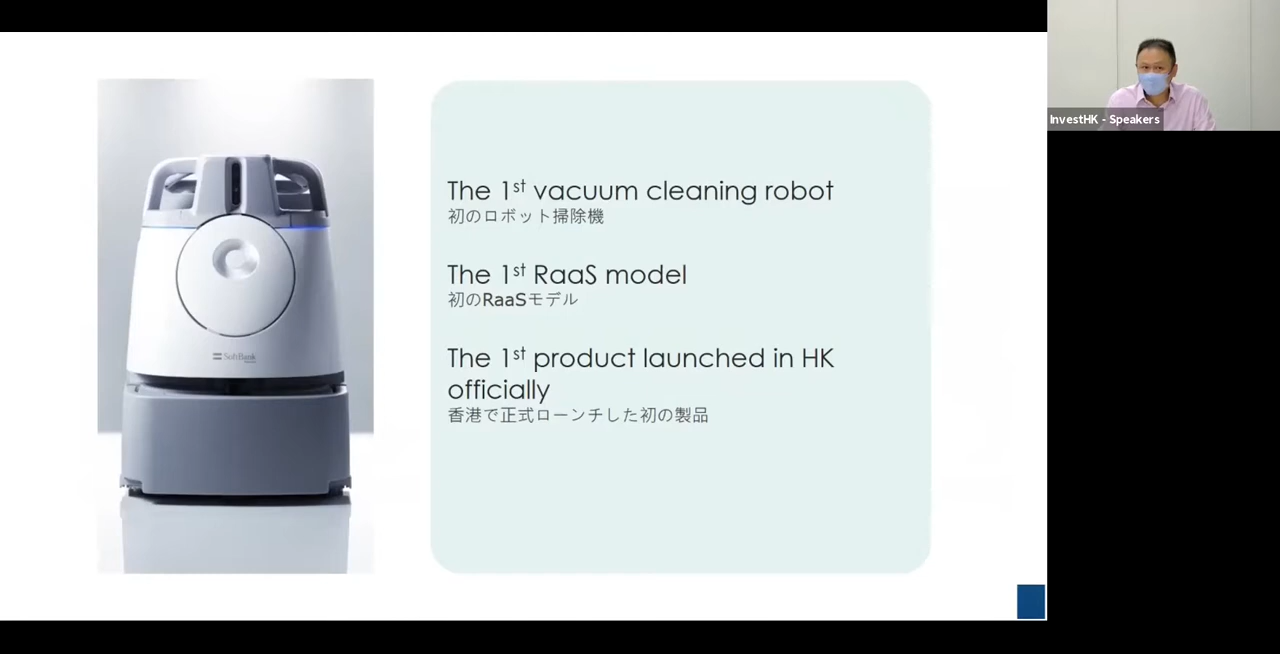 InvestHK - Speakers
The 1st vacuum cleaning robot
初のロボット掃除機
The 1st RaaS model
初のRaaSモデル
The 1st product launched in HK
officially
香港で正式ローンチした初の製品
SoftBank